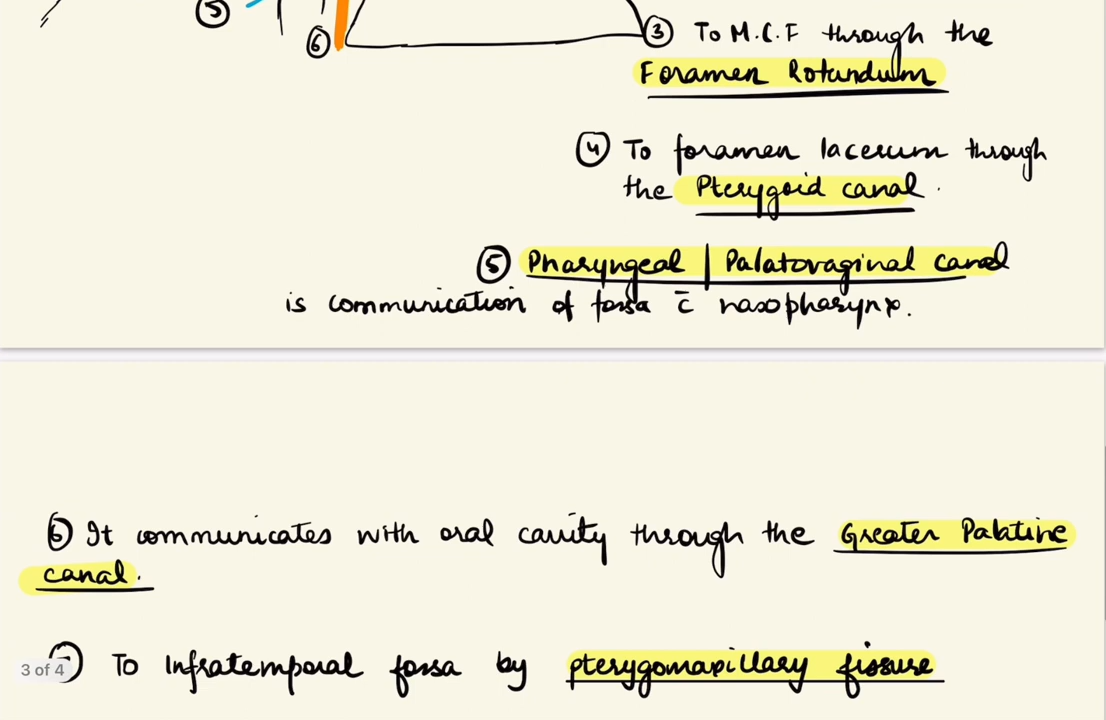 ⑤
⑥
③ To M.C.F through the
Foramen Rotundum
④ To foramen lacerum through
the Pterygoid canal.
⑤ Pharyngeal | Palatovaginal canal
is communication of fossa c̄ nasopharynx.
⑥ It communicates with oral cavity through the Greater Palatine
canal.
3 of 4
⑦ To Infratemporal fossa by pterygomaxillary fissure